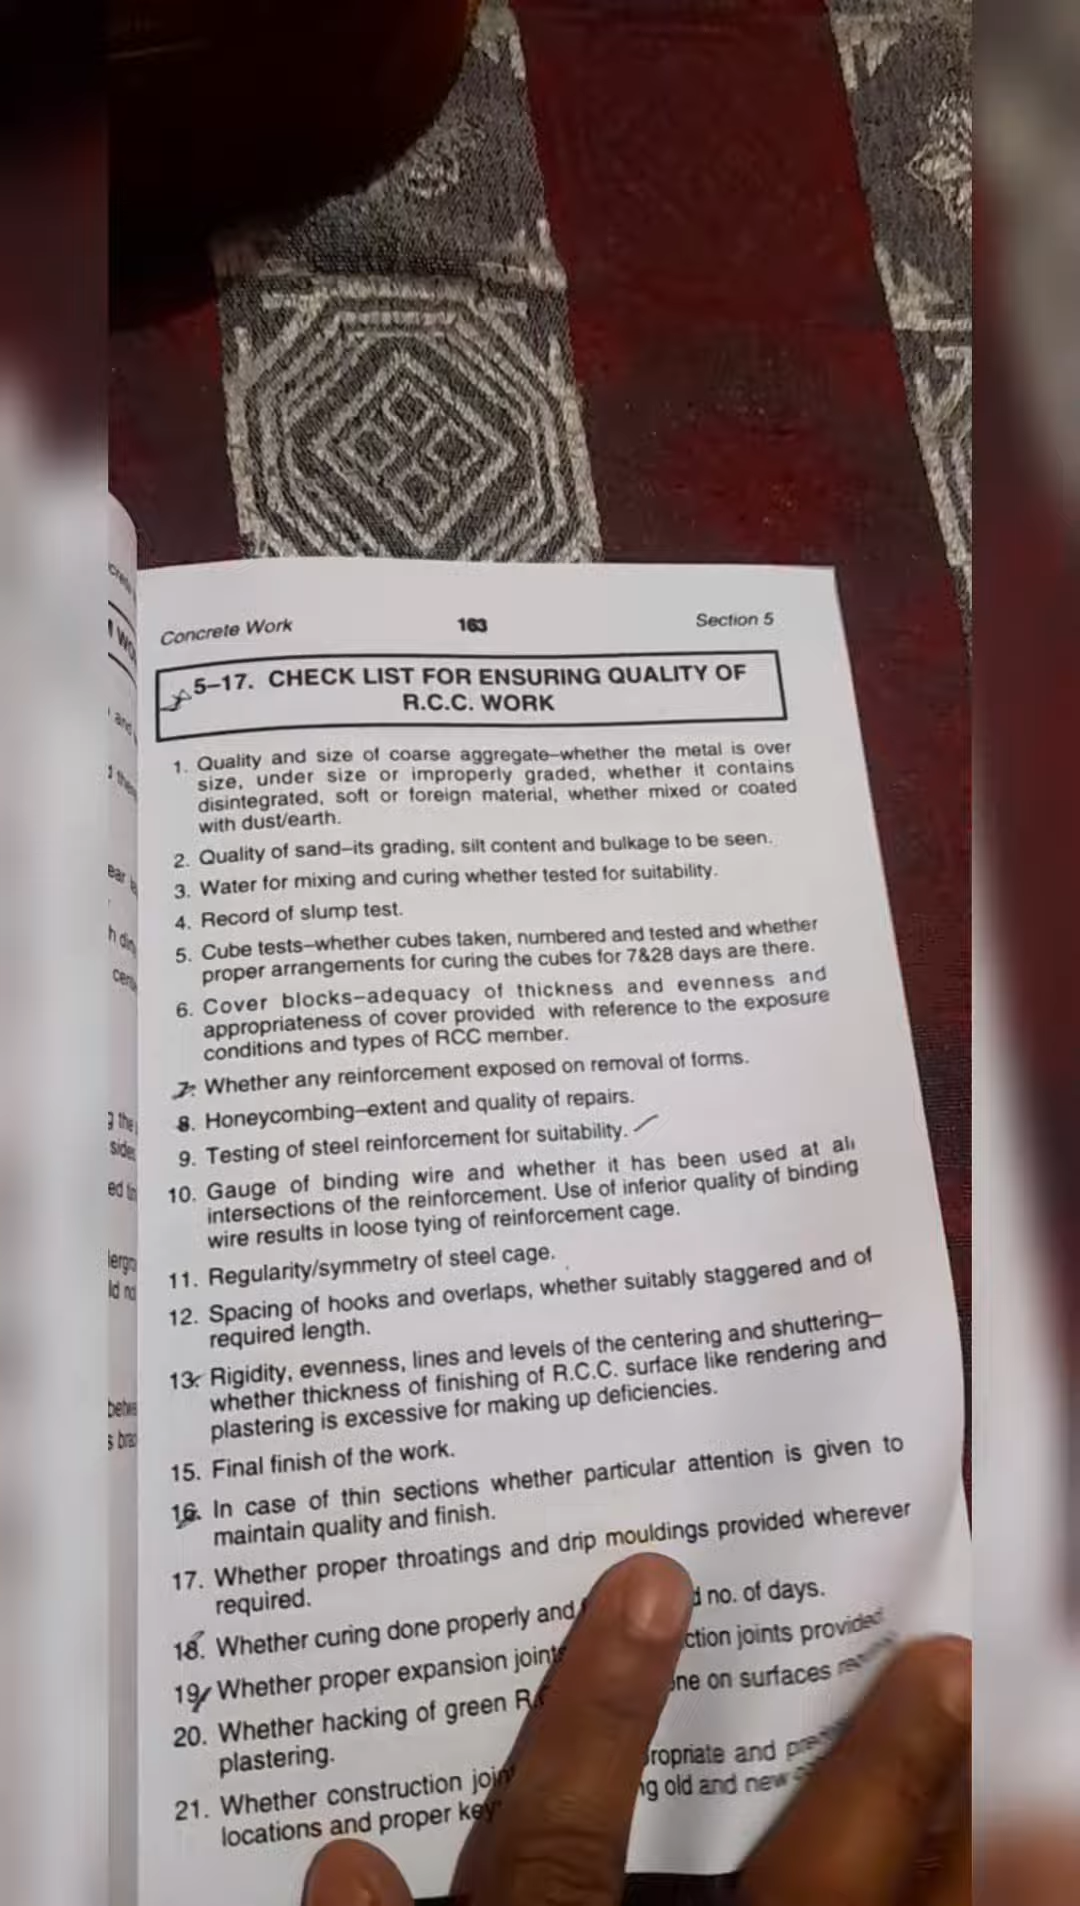 Concrete Work 163 Section 5
5–17. CHECK LIST FOR ENSURING QUALITY OF
R.C.C. WORK
1. Quality and size of coarse aggregate–whether the metal is over
size, under size or improperly graded, whether it contains
disintegrated, soft or foreign material, whether mixed or coated
with dust/earth.
2. Quality of sand–its grading, silt content and bulkage to be seen.
3. Water for mixing and curing whether tested for suitability.
4. Record of slump test.
5. Cube tests–whether cubes taken, numbered and tested and whether
proper arrangements for curing the cubes for 7&28 days are there.
6. Cover blocks–adequacy of thickness and evenness and
appropriateness of cover provided with reference to the exposure
conditions and types of RCC member.
7. Whether any reinforcement exposed on removal of forms.
8. Honeycombing–extent and quality of repairs.
9. Testing of steel reinforcement for suitability.
10. Gauge of binding wire and whether it has been used at all
intersections of the reinforcement. Use of inferior quality of binding
wire results in loose tying of reinforcement cage.
11. Regularity/symmetry of steel cage.
12. Spacing of hooks and overlaps, whether suitably staggered and of
required length.
13. Rigidity, evenness, lines and levels of the centering and shuttering–
whether thickness of finishing of R.C.C. surface like rendering and
plastering is excessive for making up deficiencies.
15. Final finish of the work.
16. In case of thin sections whether particular attention is given to
maintain quality and finish.
17. Whether proper throatings and drip mouldings provided wherever
required.
18. Whether curing done properly and no. of days.
19. Whether proper expansion joints joints provided
20. Whether hacking of green on surfaces
plastering.
21. Whether construction and
locations and proper old and new